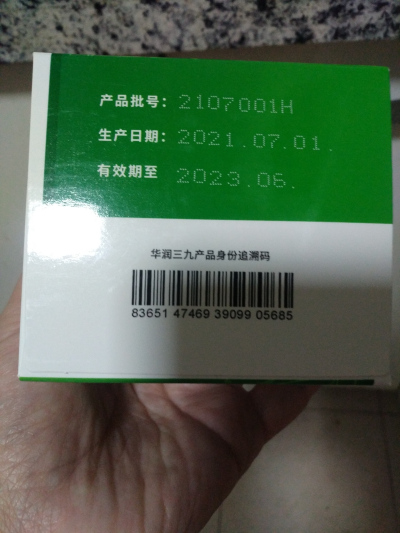 产品批号：2107001H
生产日期：2021.07.01.
有效期至 2023.06.
华润三九产品身份追溯码
83651 47469 39099 05685